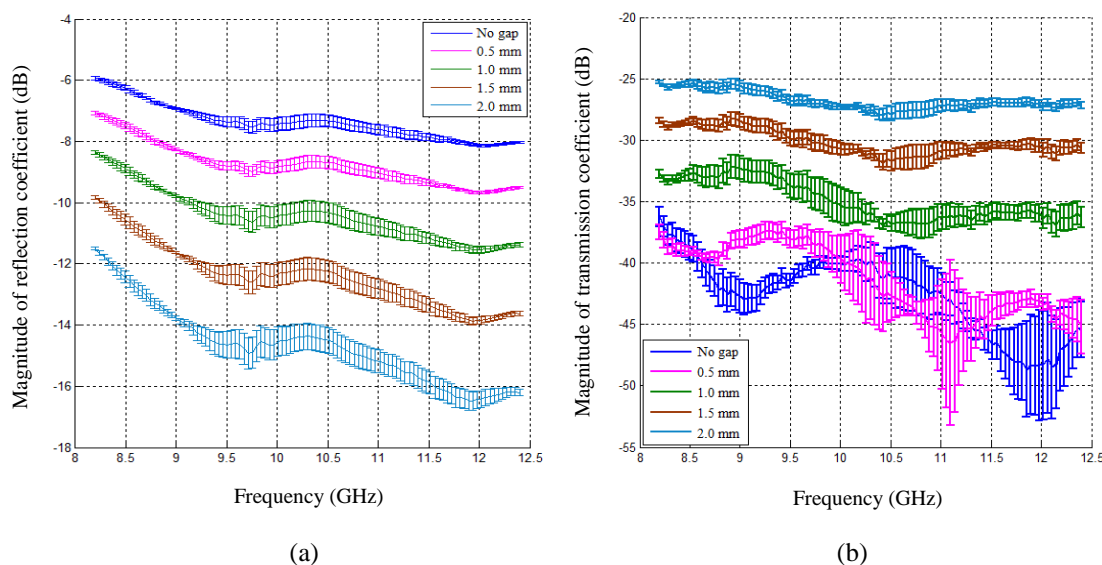 Magnitude of reflection coefficient (dB)
-4
-6
-8
-10
-12
-14
-16
-18
8
8.5
9
9.5
10
10.5
11
11.5
12
12.5
Frequency (GHz)
No gap
0.5 mm
1.0 mm
1.5 mm
2.0 mm
(a)
Magnitude of transmission coefficient (dB)
-20
-25
-30
-35
-40
-45
-50
-55
8
8.5
9
9.5
10
10.5
11
11.5
12
12.5
Frequency (GHz)
No gap
0.5 mm
1.0 mm
1.5 mm
2.0 mm
(b)